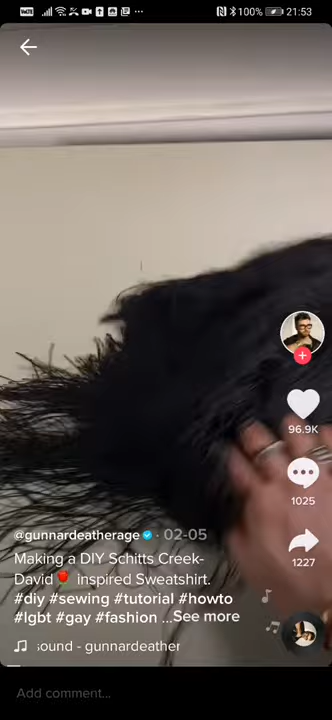 100% 21:53
96.9K
1025
1227
@gunnardeatherage · 02-05
Making a DIY Schitts Creek-
David🌹 inspired Sweatshirt.
#diy #sewing #tutorial #howto
#lgbt #gay #fashion ...See more
sound - gunnardeather
Add comment...